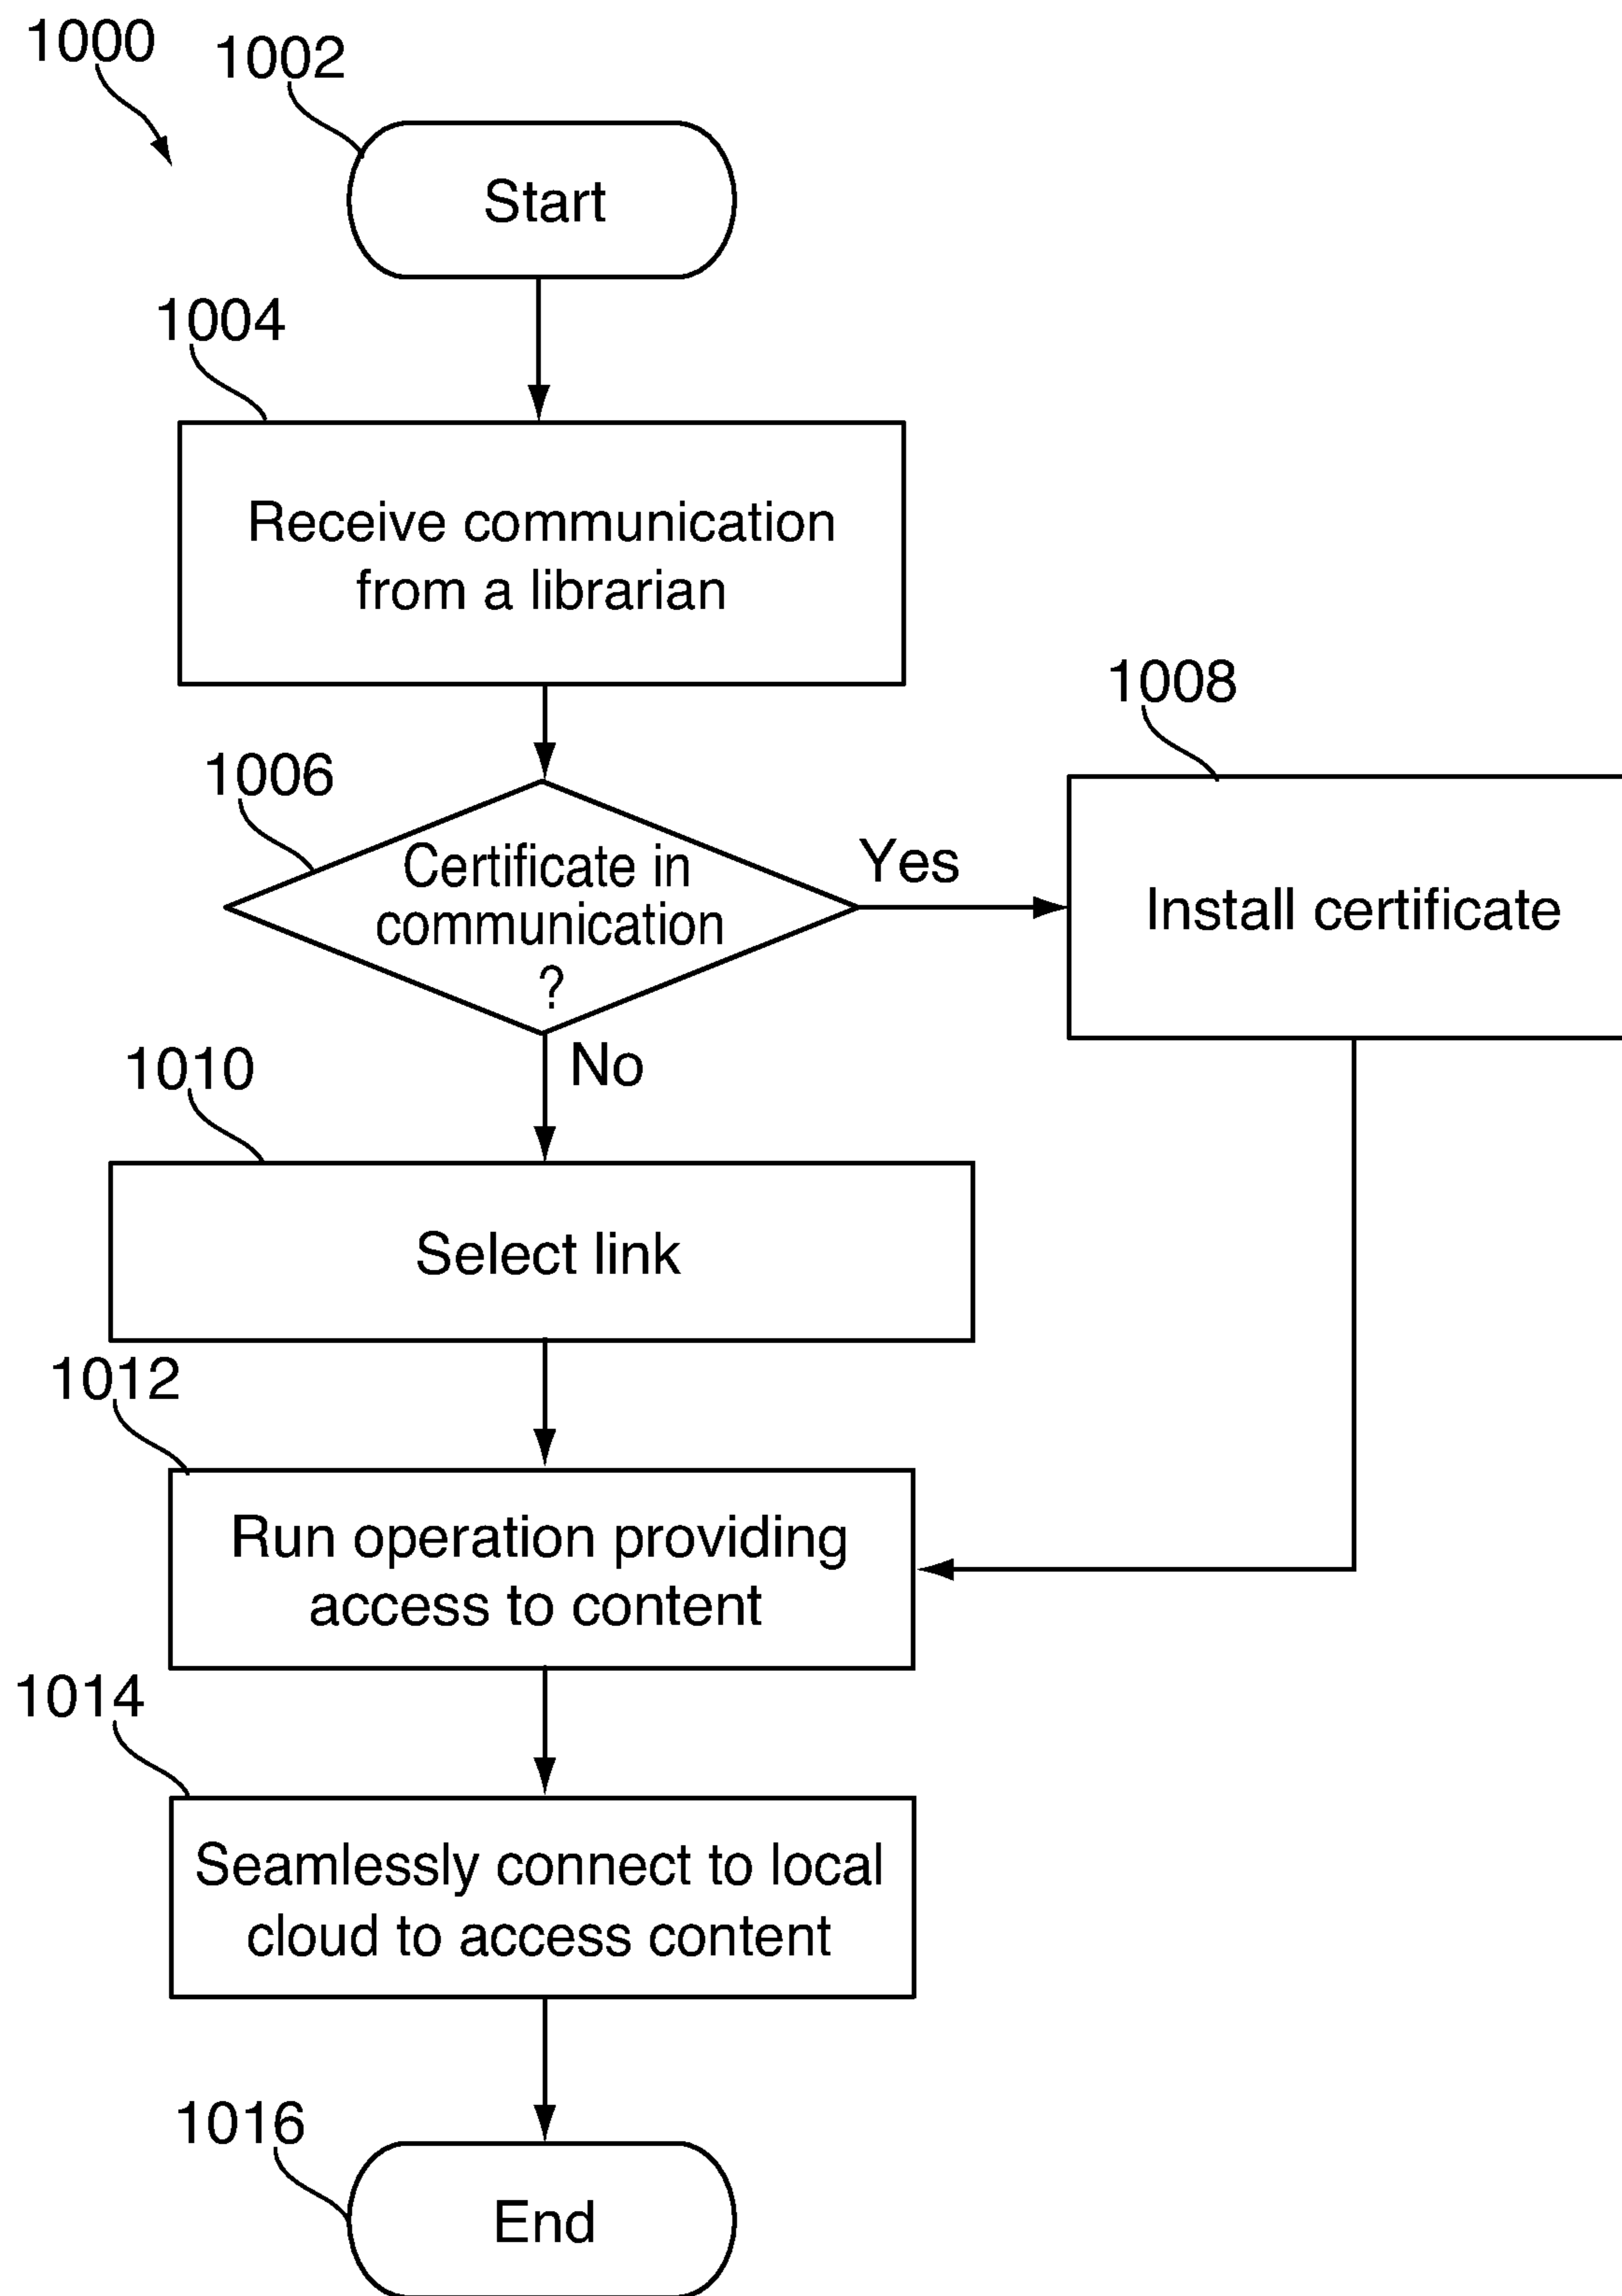 1000
1002
Start
1004
Receive communication
from a librarian
1006
Certificate in
communication
?
Yes
1008
Install certificate
No
1010
Select link
1012
Run operation providing
access to content
1014
Seamlessly connect to local
cloud to access content
1016
End